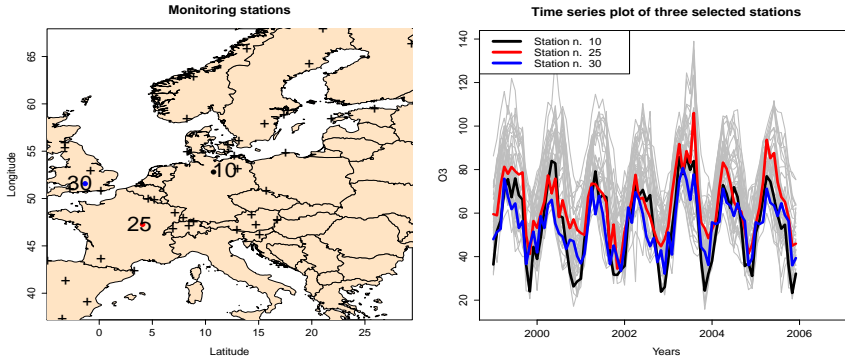 Monitoring stations
Longitude
65
60
55
50
45
40
30
10
25
0
5
10
15
20
25
Latitude
Time series plot of three selected stations
Station n. 10
Station n. 25
Station n. 30
O3
140
120
100
80
60
40
20
2000
2002
2004
2006
Years